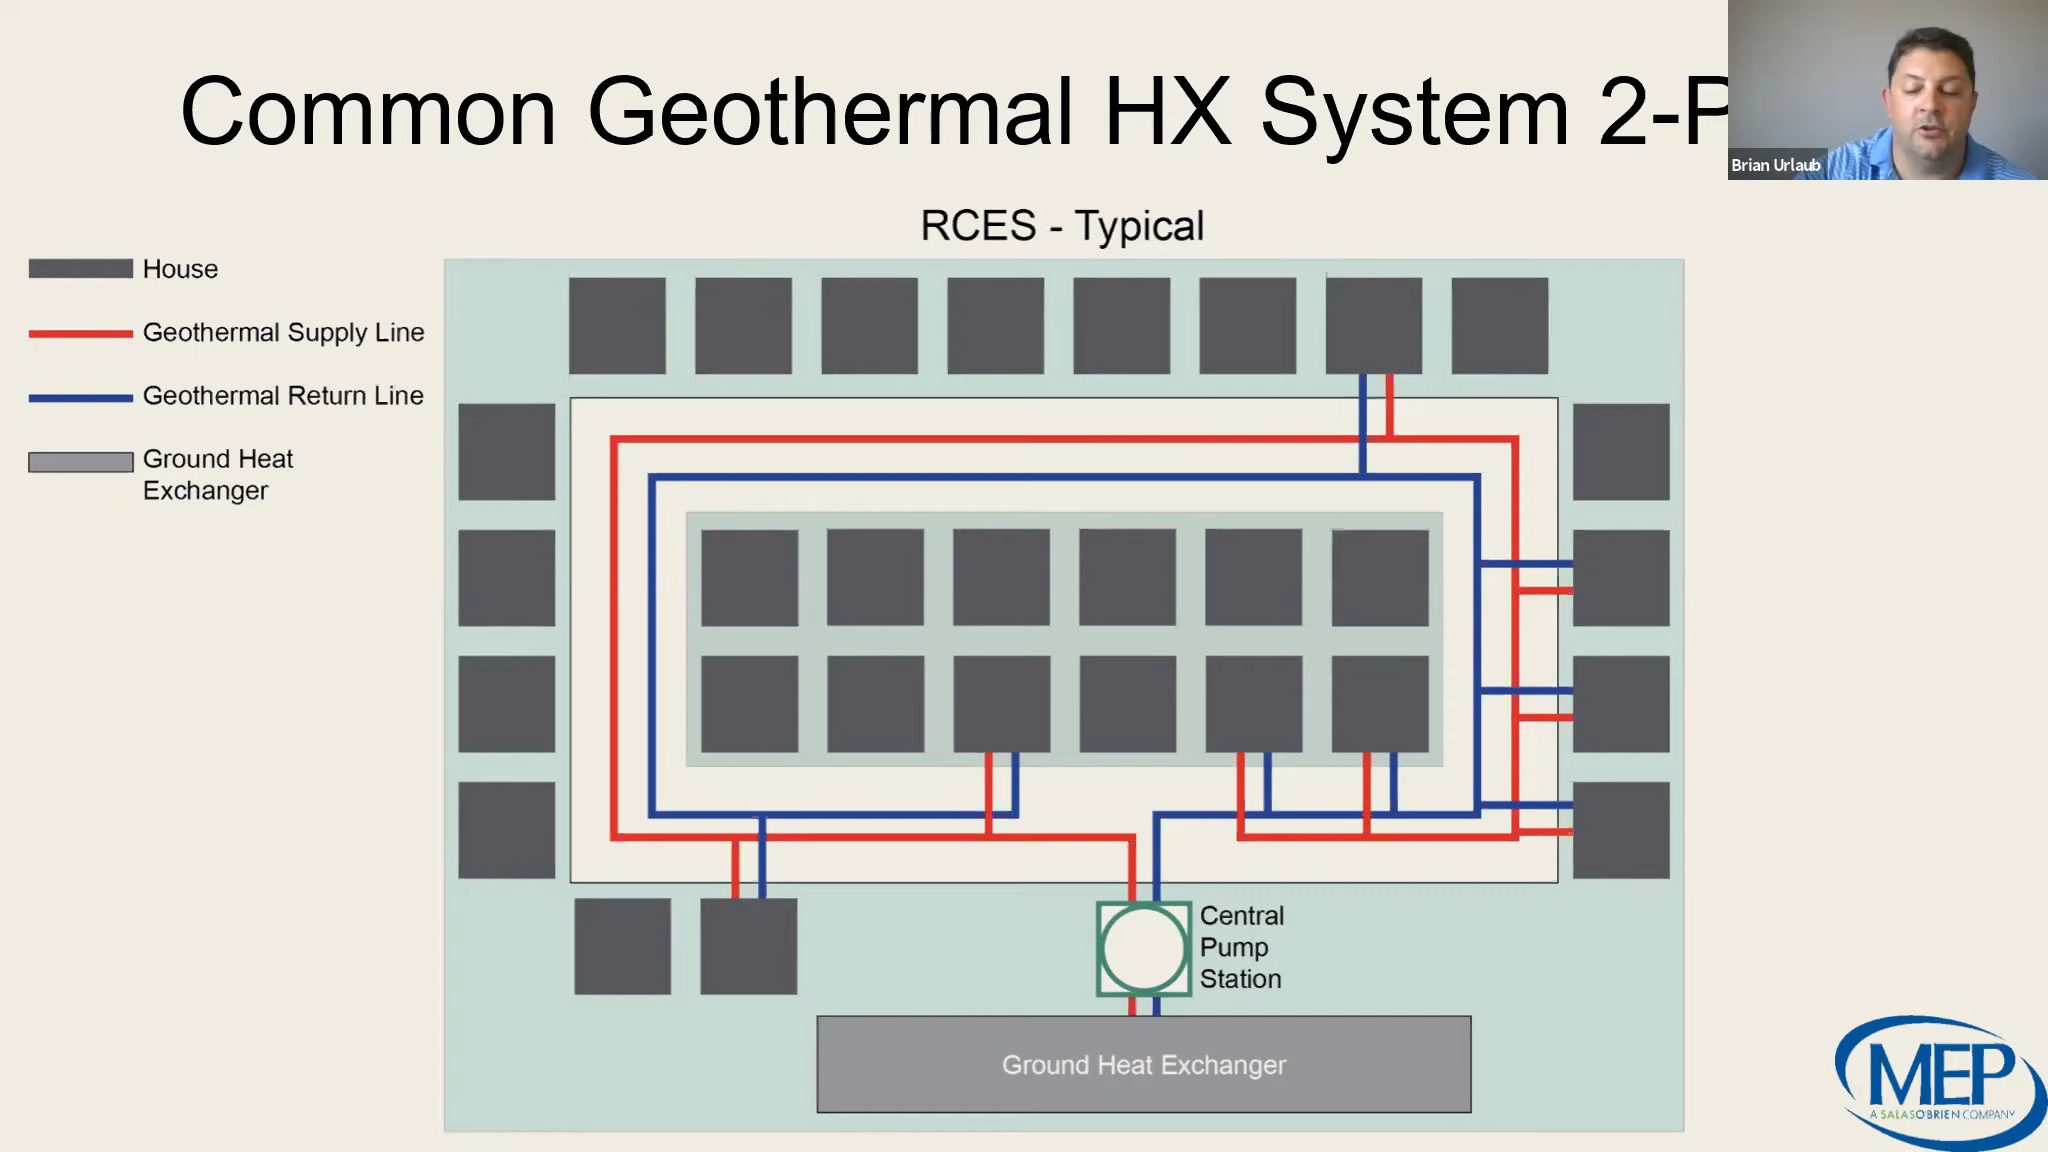 Common Geothermal HX System 2-P
Brian Urlaub
RCES - Typical
House
Geothermal Supply Line
Geothermal Return Line
Ground Heat
Exchanger
Central
Pump
Station
Ground Heat Exchanger
MEP
A SALASO'BRIEN COMPANY